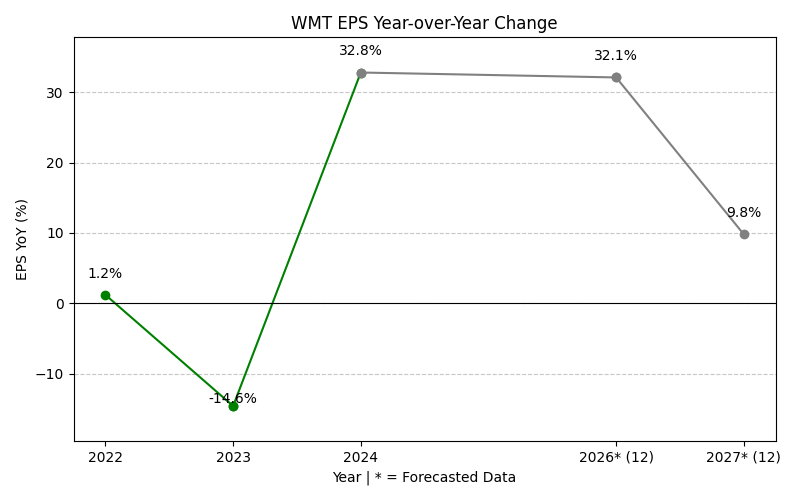 WMT EPS Year-over-Year Change
32.8%
32.1%
9.8%
1.2%
-14.6%
30
20
10
0
−10
EPS YoY (%)
2022 2023 2024 2026* (12) 2027* (12)
Year | * = Forecasted Data